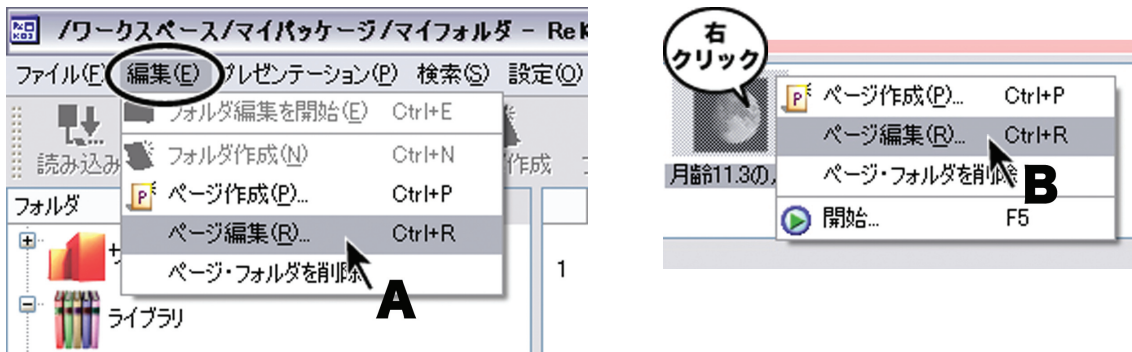 /ワークスペース/マイパッケージ/マイフォルダ - ReK
ファイル(F) 編集(E) プレゼンテーション(P) 検索(S) 設定(O)
フォルダ編集を開始(E) Ctrl+E
読み込み
フォルダ作成(N) Ctrl+N
作成
ページ作成(P)... Ctrl+P
フォルダ
ページ編集(R)... Ctrl+R
ページ・フォルダを削除
A
1
ライブラリ
右
クリック
ページ作成(P)... Ctrl+P
ページ編集(R)... Ctrl+R
月齢11.3の
ページ・フォルダを削除
B
開始... F5